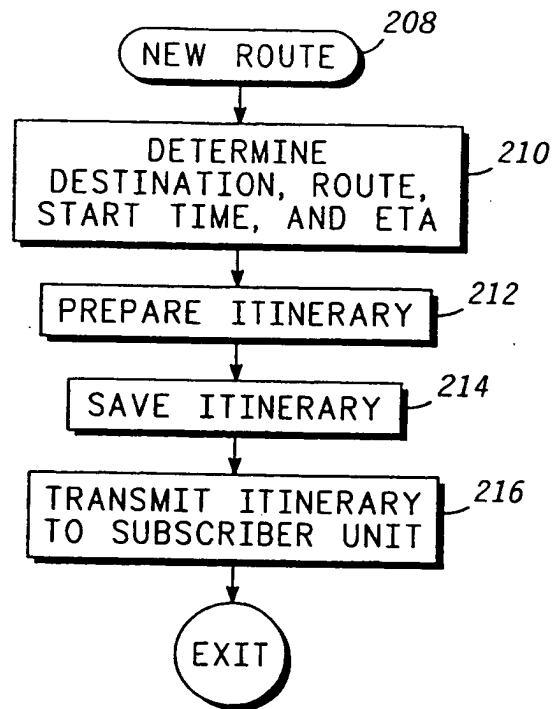 NEW ROUTE
208
DETERMINE
DESTINATION, ROUTE,
START TIME, AND ETA
210
PREPARE ITINERARY
212
SAVE ITINERARY
214
TRANSMIT ITINERARY
TO SUBSCRIBER UNIT
216
EXIT